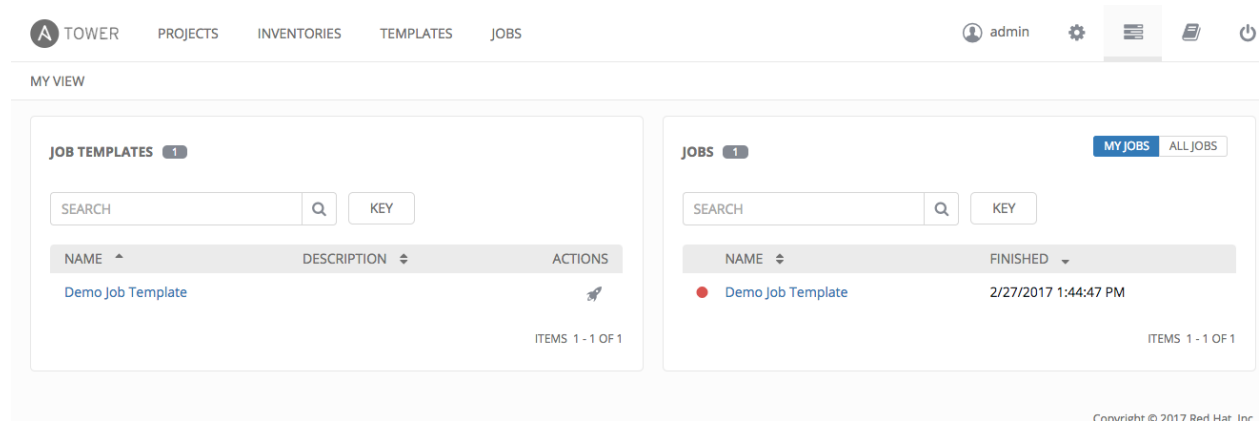 A TOWER PROJECTS INVENTORIES TEMPLATES JOBS admin
MY VIEW
JOB TEMPLATES 1
SEARCH KEY
NAME DESCRIPTION ACTIONS
Demo Job Template
ITEMS 1 - 1 OF 1
JOBS 1 MY JOBS ALL JOBS
SEARCH KEY
NAME FINISHED
Demo Job Template 2/27/2017 1:44:47 PM
ITEMS 1 - 1 OF 1
Copyright © 2017 Red Hat, Inc.